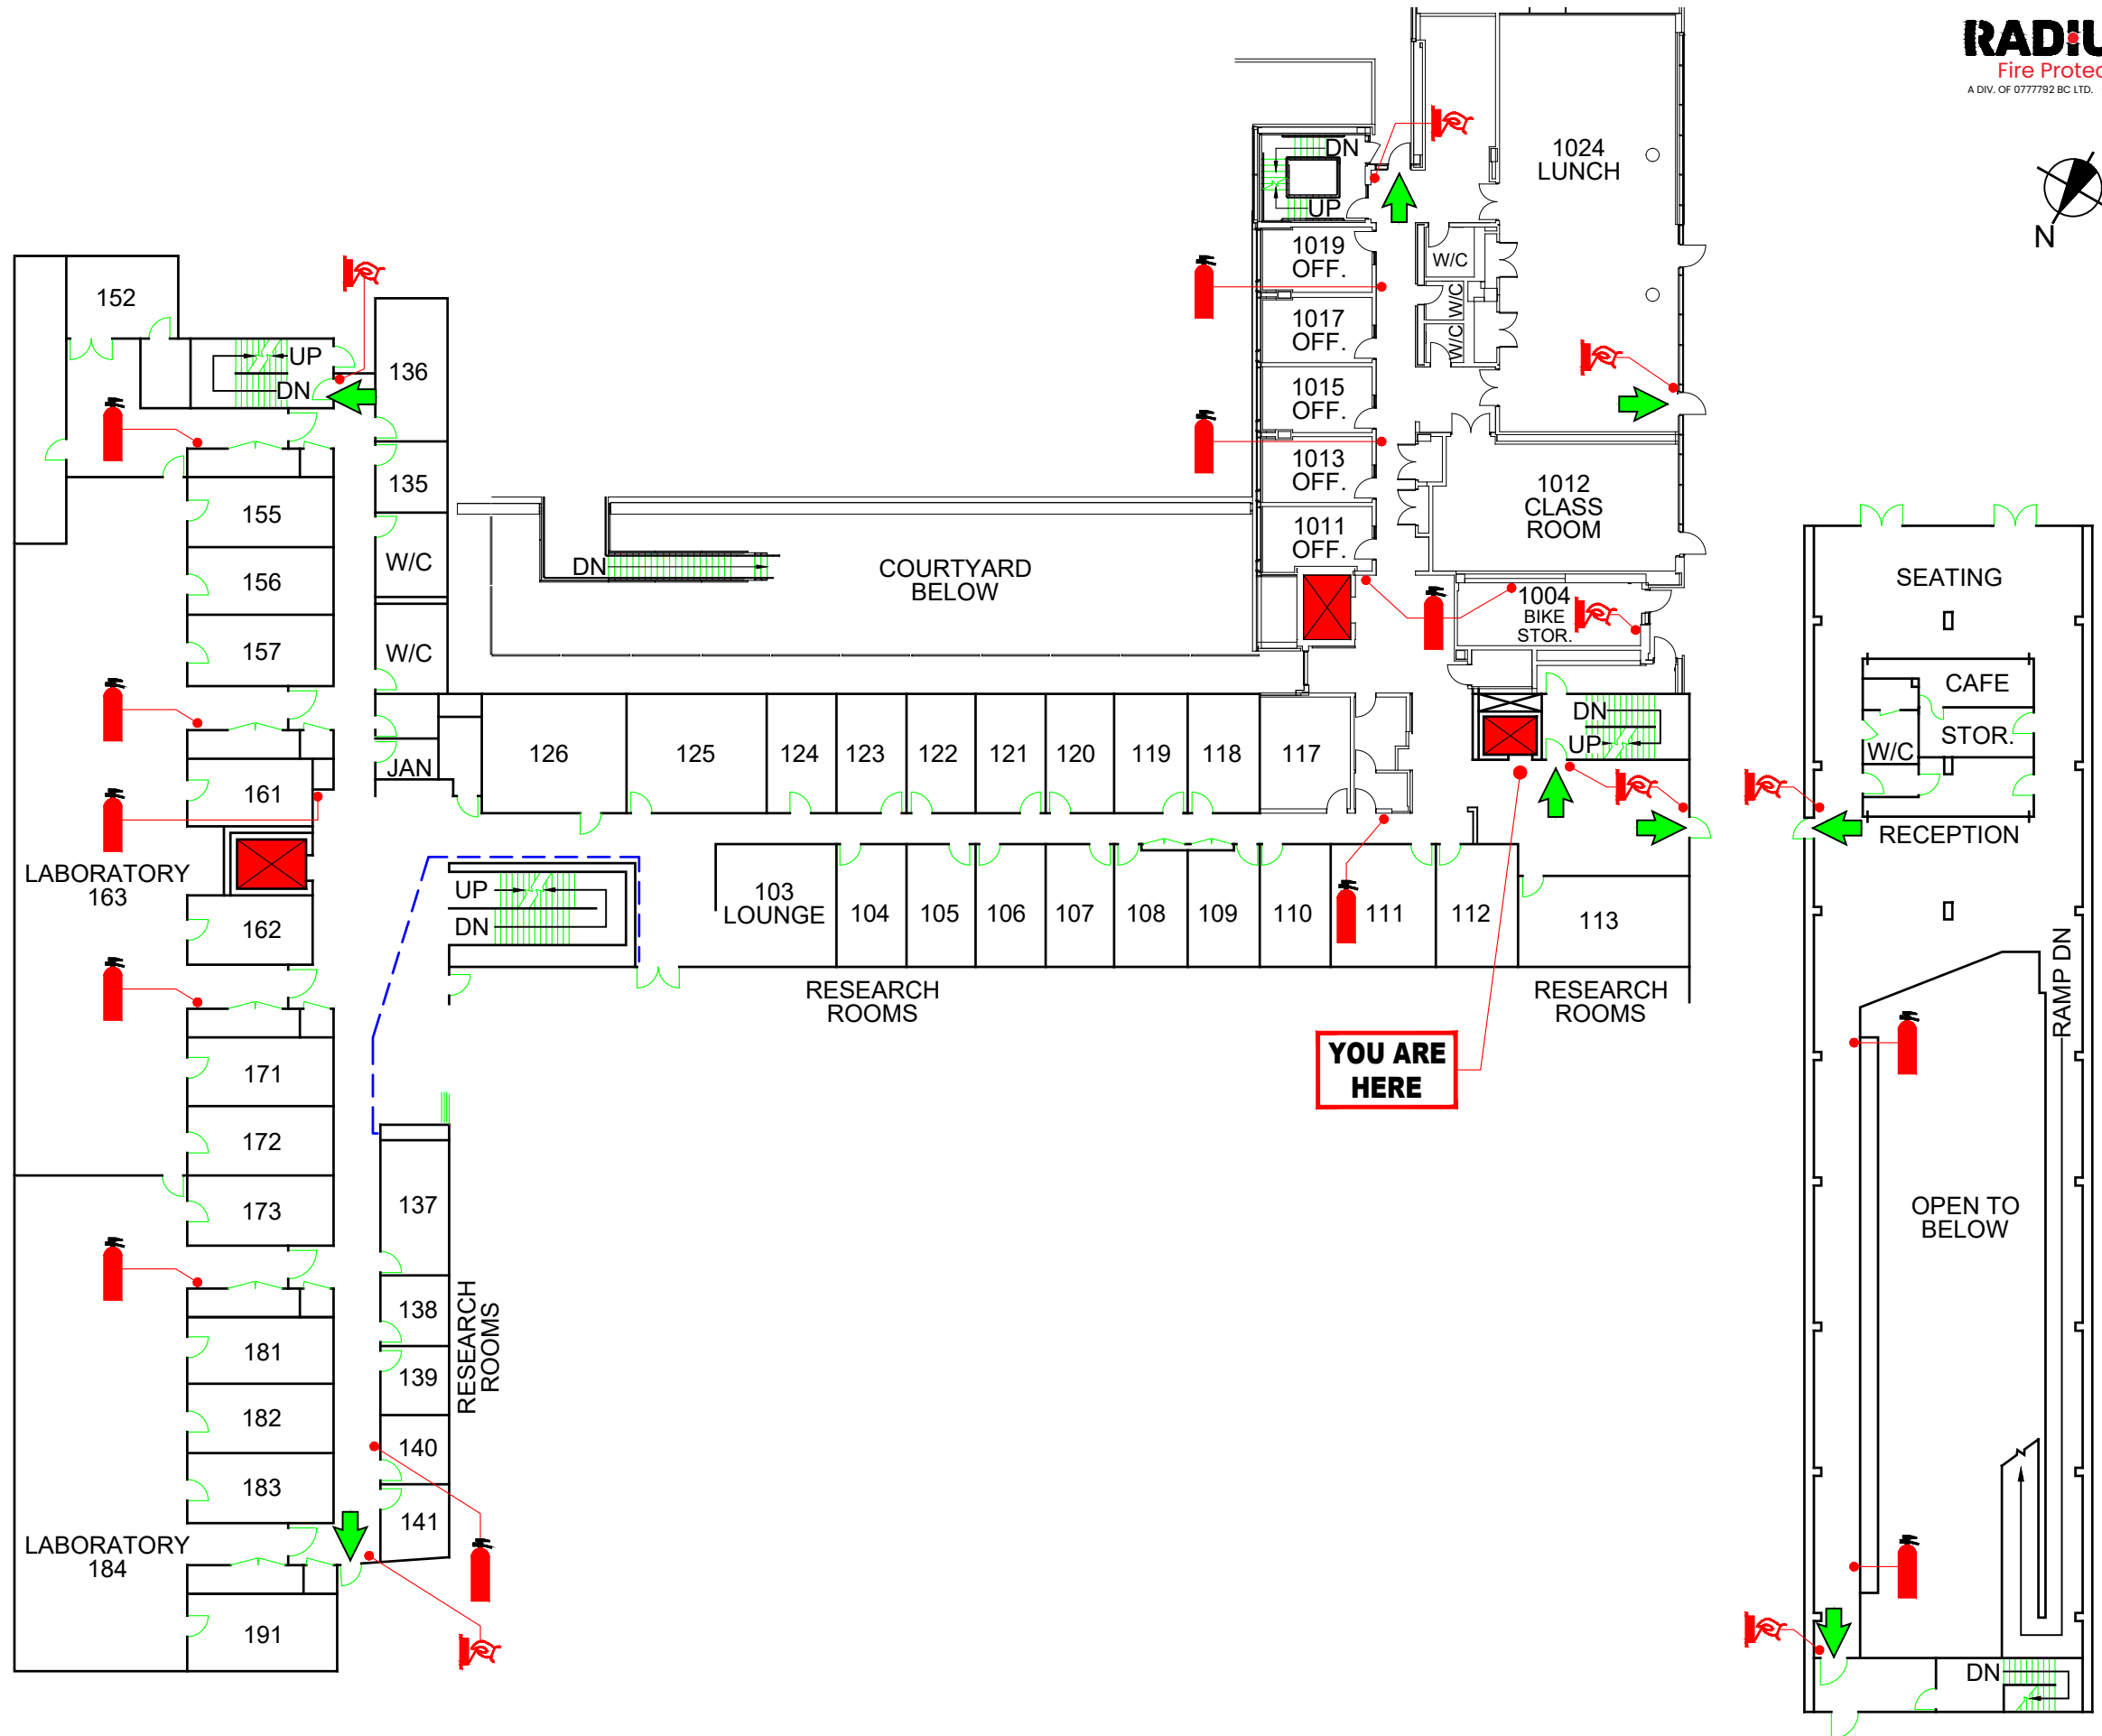 RADIU
Fire Protec
A DIV. OF 0777792 BC LTD.
N
1024
LUNCH
DN
UP
1019
OFF.
W/C
W/C
W/C
1017
OFF.
1015
OFF.
1013
OFF.
1011
OFF.
1012
CLASS
ROOM
1004
BIKE
STOR.
152
UP
DN
136
135
W/C
W/C
JAN
155
156
157
161
LABORATORY
163
162
171
172
173
181
182
183
LABORATORY
184
191
DN
COURTYARD
BELOW
126
125
124
123
122
121
120
119
118
117
DN
UP
UP
DN
103
LOUNGE
104
105
106
107
108
109
110
111
112
113
RESEARCH
ROOMS
RESEARCH
ROOMS
YOU ARE
HERE
137
138
139
140
141
RESEARCH
ROOMS
SEATING
CAFE
STOR.
W/C
RECEPTION
RAMP DN
OPEN TO
BELOW
DN